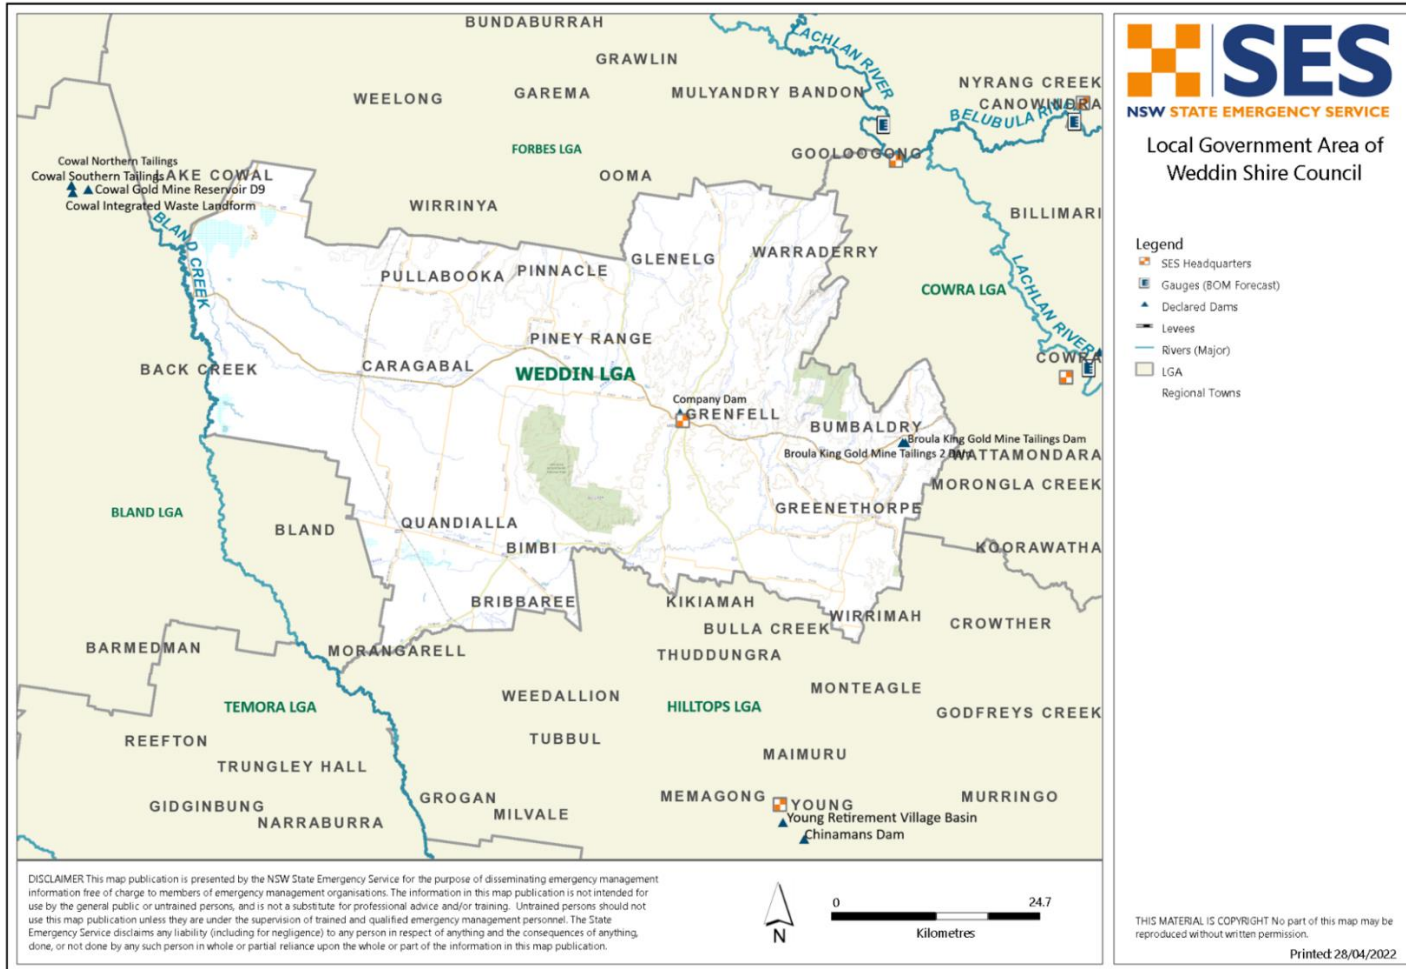 BUNDABURRAH
LACHLAN RIVER
GRAWLIN
NYRANG CREEK
WEELONG
GAREMA
MULYANDRY
BANDON
CANOWINDRA
BELUBULA RIVER
FORBES LGA
GOOLOOGONG
Cowal Northern Tailings
Cowal Southern Tailings
LAKE COWAL
OOMA
Cowal Gold Mine Reservoir D9
Cowal Integrated Waste Landform
WIRRINYA
BILLIMARI
BLAND CREEK
GLENELG
WARRADERRY
PULLABOOKA
PINNACLE
COWRA LGA
LACHLAN RIVER
PINEY RANGE
BACK CREEK
CARAGABAL
WEDDIN LGA
COWRA
Company Dam
GRENFELL
BUMBALDRY
Broula King Gold Mine Tailings Dam
Broula King Gold Mine Tailings 2 Dam
WATTAMONDARA
MORONGLA CREEK
BLAND LGA
BLAND
QUANDIALLA
GREENETHORPE
BIMBI
KOORAWATHA
BRIBBAREE
KIKIAMAH
WIRRIMAH
BULLA CREEK
CROWTHER
BARMEDMAN
MORANGARELL
THUDDUNGRA
WEEDALLION
MONTEAGLE
TEMORA LGA
HILLTOPS LGA
GODFREYS CREEK
REEFTON
TUBBUL
MAIMURU
TRUNGLEY HALL
GIDGINBUNG
GROGAN
MEMAGONG
YOUNG
MURRINGO
NARRABURRA
MILVALE
Young Retirement Village Basin
Chinamans Dam
DISCLAIMER This map publication is presented by the NSW State Emergency Service for the purpose of disseminating emergency management
information free of charge to members of emergency management organisations. The information in this map publication is not intended for
use by the general public or untrained persons, and is not a substitute for professional advice and/or training. Untrained persons should not
use this map publication unless they are under the supervision of trained and qualified emergency management personnel. The State
Emergency Service disclaims any liability (including for negligence) to any person in respect of anything and the consequences of anything,
done, or not done by any such person in whole or partial reliance upon the whole or part of the information in this map publication.
N
0
24.7
Kilometres
SES
NSW STATE EMERGENCY SERVICE
Local Government Area of
Weddin Shire Council
Legend
SES Headquarters
Gauges (BOM Forecast)
Declared Dams
Levees
Rivers (Major)
LGA
Regional Towns
THIS MATERIAL IS COPYRIGHT No part of this map may be
reproduced without written permission.
Printed: 28/04/2022